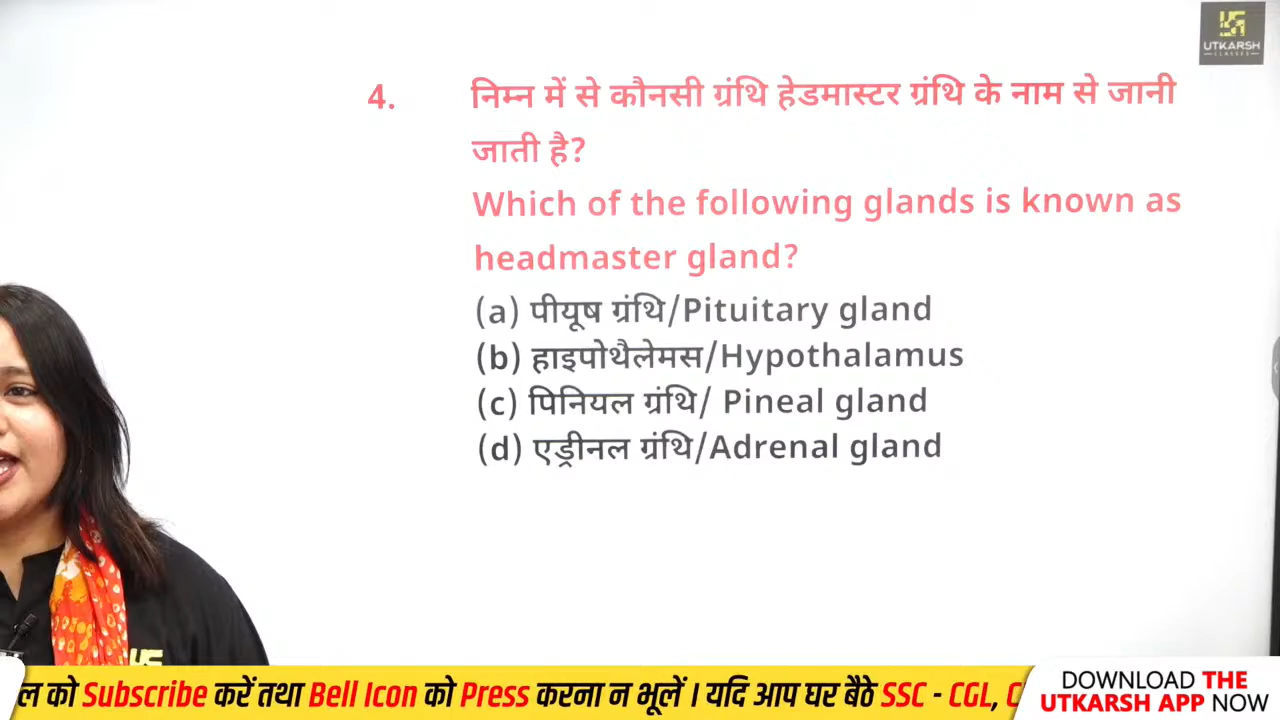 UTKARSH
CLASSES
4. निम्न में से कौनसी ग्रंथि हेडमास्टर ग्रंथि के नाम से जानी
जाती है?
Which of the following glands is known as
headmaster gland?
(a) पीयूष ग्रंथि/Pituitary gland
(b) हाइपोथैलेमस/Hypothalamus
(c) पिनियल ग्रंथि/ Pineal gland
(d) एड्रीनल ग्रंथि/Adrenal gland
ल को Subscribe करें तथा Bell Icon को Press करना न भूलें । यदि आप घर बैठे SSC - CGL, C
DOWNLOAD THE
UTKARSH APP NOW